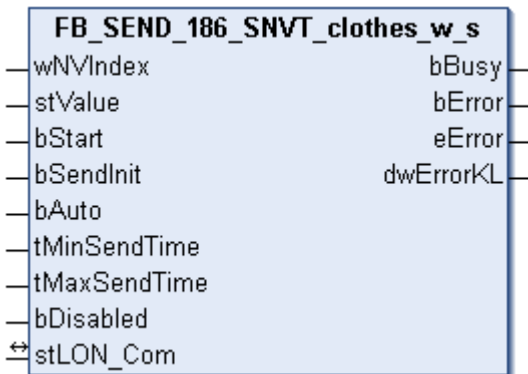 FB_SEND_186_SNVT_clothes_w_s
wNVIndex bBusy
stValue bError
bStart eError
bSendInit dwErrorKL
bAuto
tMinSendTime
tMaxSendTime
bDisabled
stLON_Com